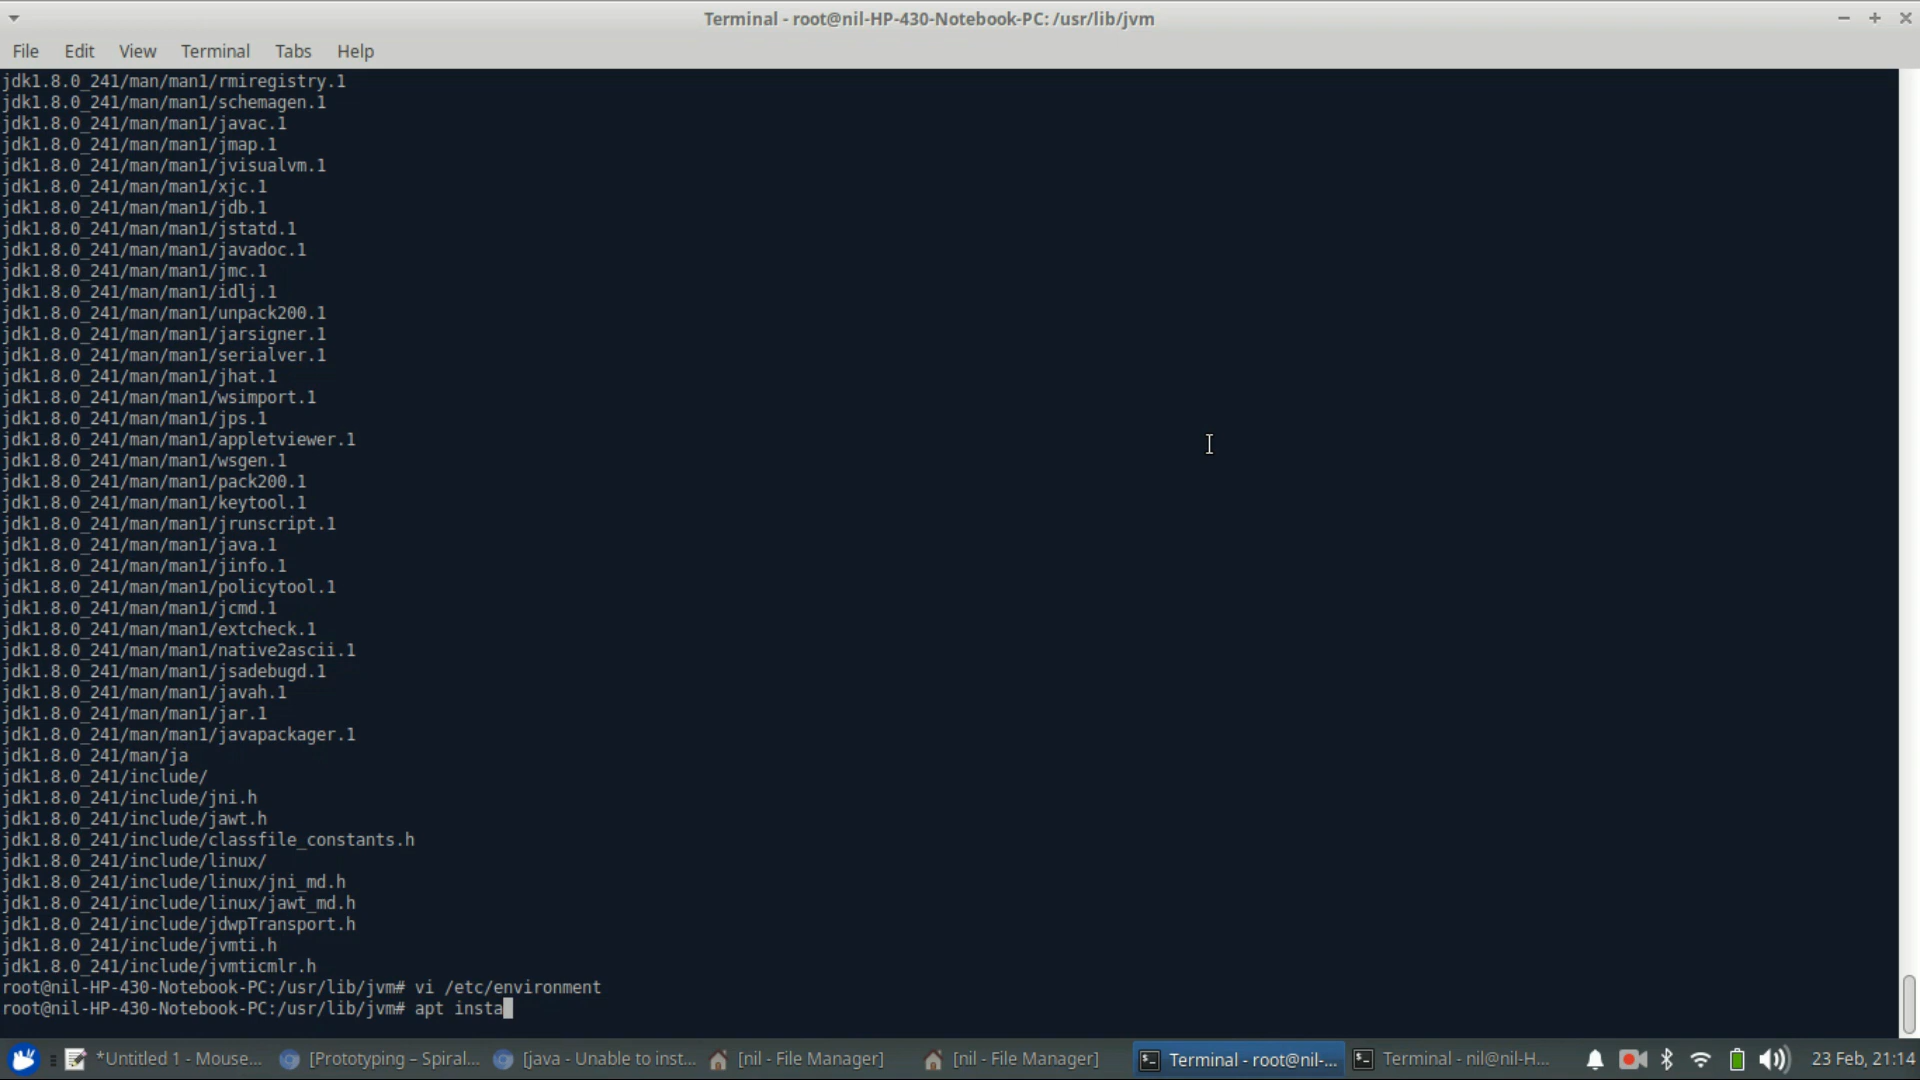 Terminal - root@nil-HP-430-Notebook-PC: /usr/lib/jvm
File Edit View Terminal Tabs Help
jdk1.8.0_241/man/man1/rmiregistry.1
jdk1.8.0_241/man/man1/schemagen.1
jdk1.8.0_241/man/man1/javac.1
jdk1.8.0_241/man/man1/jmap.1
jdk1.8.0_241/man/man1/jvisualvm.1
jdk1.8.0_241/man/man1/xjc.1
jdk1.8.0_241/man/man1/jdb.1
jdk1.8.0_241/man/man1/jstatd.1
jdk1.8.0_241/man/man1/javadoc.1
jdk1.8.0_241/man/man1/jmc.1
jdk1.8.0_241/man/man1/idlj.1
jdk1.8.0_241/man/man1/unpack200.1
jdk1.8.0_241/man/man1/jarsigner.1
jdk1.8.0_241/man/man1/serialver.1
jdk1.8.0_241/man/man1/jhat.1
jdk1.8.0_241/man/man1/wsimport.1
jdk1.8.0_241/man/man1/jps.1
jdk1.8.0_241/man/man1/appletviewer.1
jdk1.8.0_241/man/man1/wsgen.1
jdk1.8.0_241/man/man1/pack200.1
jdk1.8.0_241/man/man1/keytool.1
jdk1.8.0_241/man/man1/jrunscript.1
jdk1.8.0_241/man/man1/java.1
jdk1.8.0_241/man/man1/jinfo.1
jdk1.8.0_241/man/man1/policytool.1
jdk1.8.0_241/man/man1/jcmd.1
jdk1.8.0_241/man/man1/extcheck.1
jdk1.8.0_241/man/man1/native2ascii.1
jdk1.8.0_241/man/man1/jsadebugd.1
jdk1.8.0_241/man/man1/javah.1
jdk1.8.0_241/man/man1/jar.1
jdk1.8.0_241/man/man1/javapackager.1
jdk1.8.0_241/man/ja
jdk1.8.0_241/include/
jdk1.8.0_241/include/jni.h
jdk1.8.0_241/include/jawt.h
jdk1.8.0_241/include/classfile_constants.h
jdk1.8.0_241/include/linux/
jdk1.8.0_241/include/linux/jni_md.h
jdk1.8.0_241/include/linux/jawt_md.h
jdk1.8.0_241/include/jdwpTransport.h
jdk1.8.0_241/include/jvmti.h
jdk1.8.0_241/include/jvmticmlr.h
root@nil-HP-430-Notebook-PC:/usr/lib/jvm# vi /etc/environment
root@nil-HP-430-Notebook-PC:/usr/lib/jvm# apt insta
*Untitled 1 - Mouse... [Prototyping – Spiral... [java - Unable to inst... [nil - File Manager] [nil - File Manager] Terminal - root@nil-... Terminal - nil@nil-H... 23 Feb, 21:14